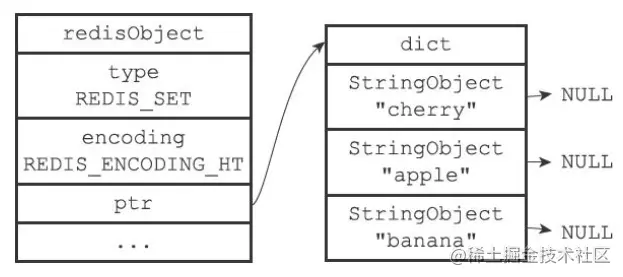 redisObject
type
REDIS_SET
encoding
REDIS_ENCODING_HT
ptr
...
dict
StringObject
"cherry"
NULL
StringObject
"apple"
NULL
StringObject
"banana"
NULL
@稀土掘金技术社区